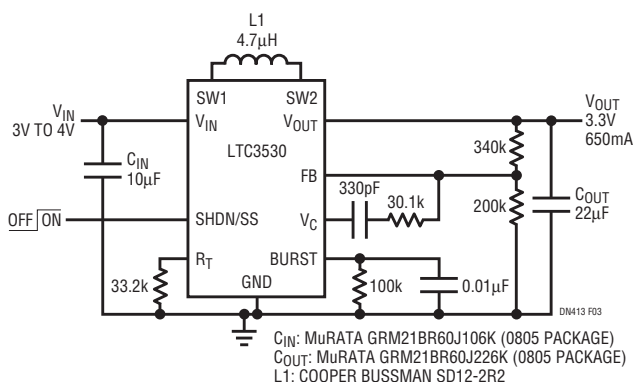 L1
4.7µH
SW1 SW2
VIN
3V TO 4V
VIN
VOUT
VOUT
3.3V
650mA
LTC3530
340k
CIN
10µF
FB
330pF
30.1k
200k
COUT
22µF
OFF ON
SHDN/SS
VC
RT
BURST
33.2k
GND
100k
0.01µF
DN413 F03
CIN: MuRATA GRM21BR60J106K (0805 PACKAGE)
COUT: MuRATA GRM21BR60J226K (0805 PACKAGE)
L1: COOPER BUSSMAN SD12-2R2